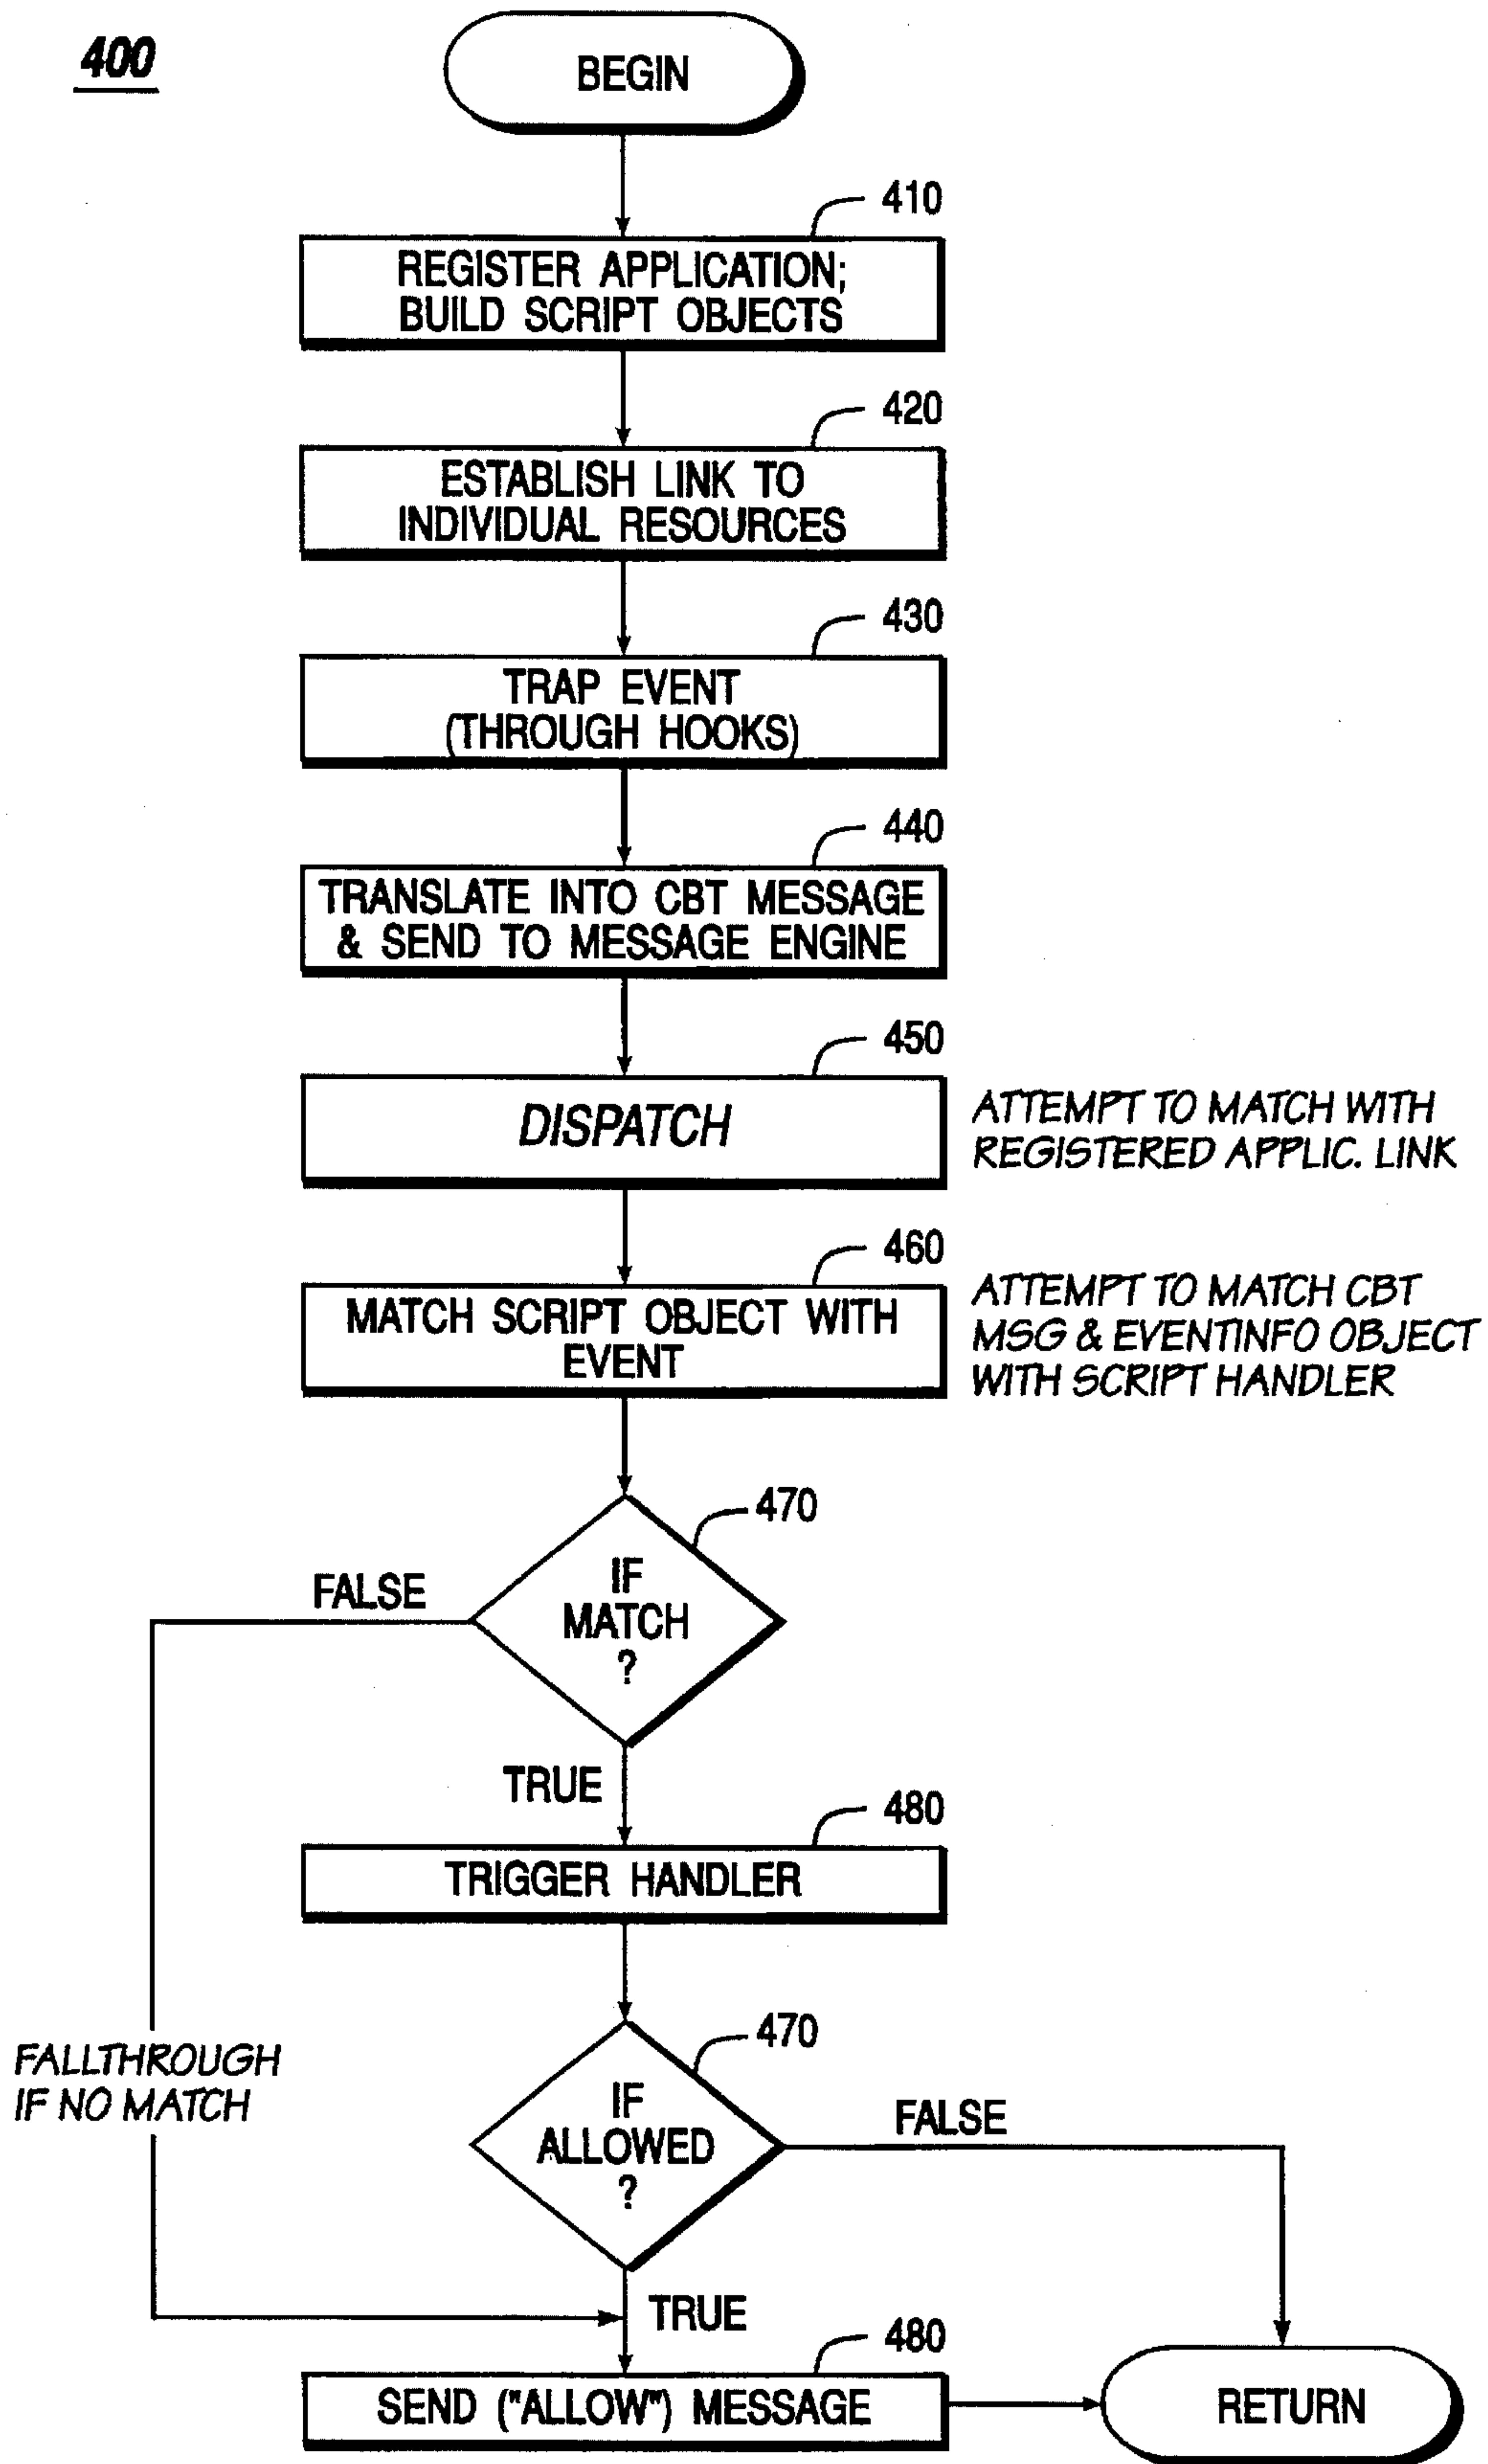 400
BEGIN
410
REGISTER APPLICATION;
BUILD SCRIPT OBJECTS
420
ESTABLISH LINK TO
INDIVIDUAL RESOURCES
430
TRAP EVENT
(THROUGH HOOKS)
440
TRANSLATE INTO CBT MESSAGE
& SEND TO MESSAGE ENGINE
450
DISPATCH
ATTEMPT TO MATCH WITH
REGISTERED APPLIC. LINK
460
MATCH SCRIPT OBJECT WITH
EVENT
ATTEMPT TO MATCH CBT
MSG & EVENTINFO OBJECT
WITH SCRIPT HANDLER
470
IF
MATCH
?
FALSE
TRUE
480
TRIGGER HANDLER
FALLTHROUGH
IF NO MATCH
470
IF
ALLOWED
?
FALSE
TRUE
480
SEND ("ALLOW") MESSAGE
RETURN